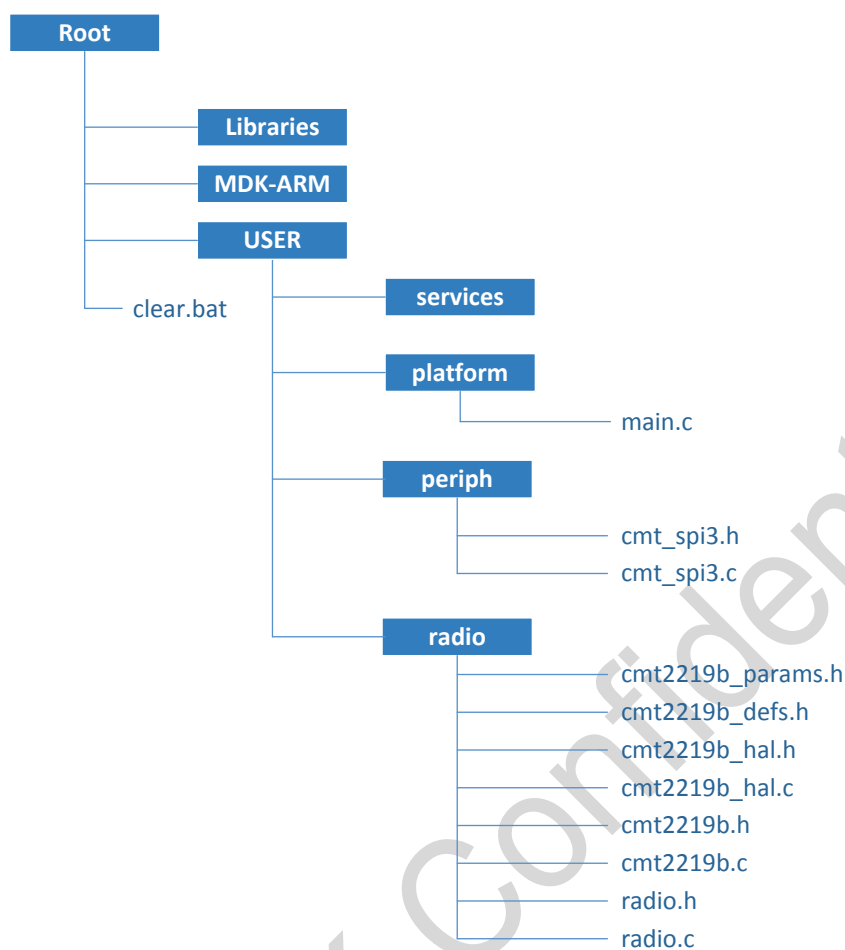 Root
Libraries
MDK-ARM
USER
services
clear.bat
platform
main.c
periph
cmt_spi3.h
cmt_spi3.c
radio
cmt2219b_params.h
cmt2219b_defs.h
cmt2219b_hal.h
cmt2219b_hal.c
cmt2219b.h
cmt2219b.c
radio.h
radio.c